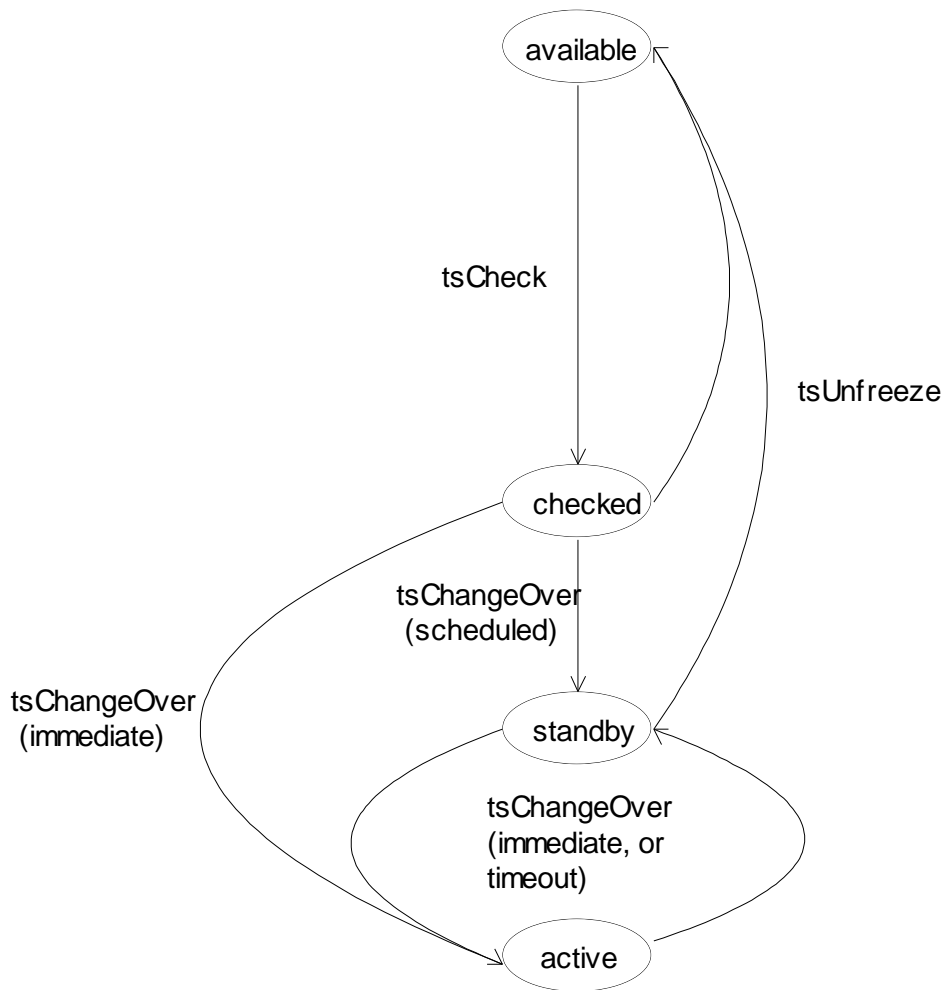 available
tsCheck
tsUnfreeze
checked
tsChangeOver
(scheduled)
tsChangeOver
(immediate)
standby
tsChangeOver
(immediate, or
timeout)
active